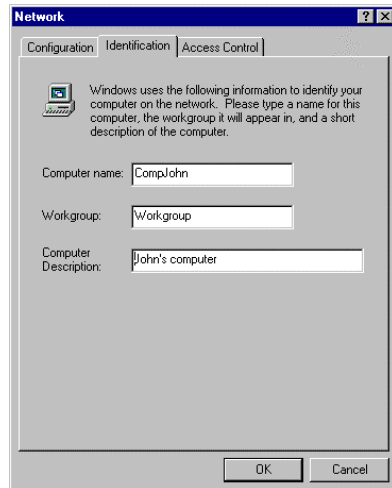 Network
Configuration Identification Access Control
Windows uses the following information to identify your
computer on the network. Please type a name for this
computer, the workgroup it will appear in, and a short
description of the computer.
Computer name: CompJohn
Workgroup: Workgroup
Computer
Description: John's computer
OK Cancel